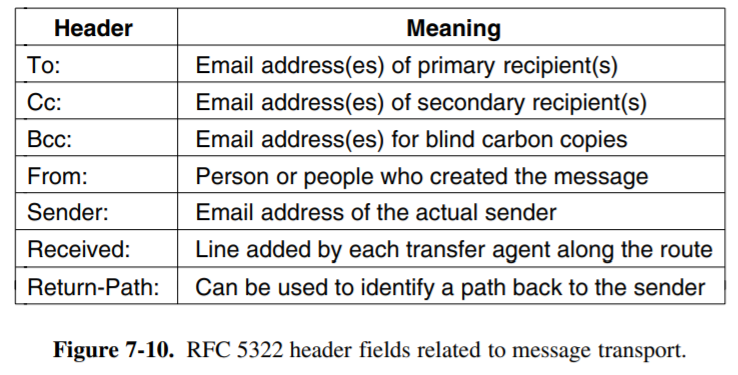 Header Meaning
To: Email address(es) of primary recipient(s)
Cc: Email address(es) of secondary recipient(s)
Bcc: Email address(es) for blind carbon copies
From: Person or people who created the message
Sender: Email address of the actual sender
Received: Line added by each transfer agent along the route
Return-Path: Can be used to identify a path back to the sender
Figure 7-10. RFC 5322 header fields related to message transport.